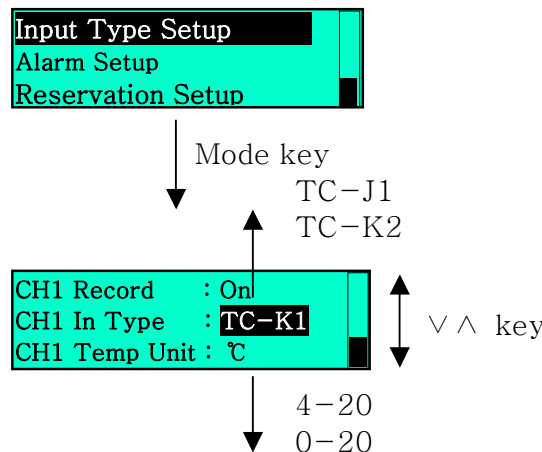 Input Type Setup
Alarm Setup
Reservation Setup
Mode key
TC-J1
TC-K2
CH1 Record : On
CH1 In Type : TC-K1
CH1 Temp Unit : ℃
∨∧ key
4-20
0-20